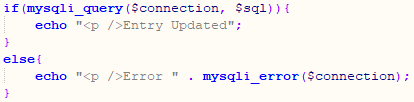 if(mysqli_query($connection, $sql)){
echo "<p />Entry Updated";
}
else{
echo "<p />Error " . mysqli_error($connection);
}